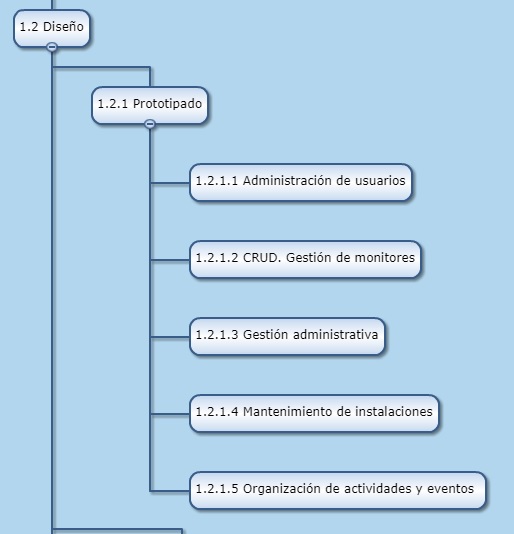 1.2 Diseño
1.2.1 Prototipado
1.2.1.1 Administración de usuarios
1.2.1.2 CRUD. Gestión de monitores
1.2.1.3 Gestión administrativa
1.2.1.4 Mantenimiento de instalaciones
1.2.1.5 Organización de actividades y eventos